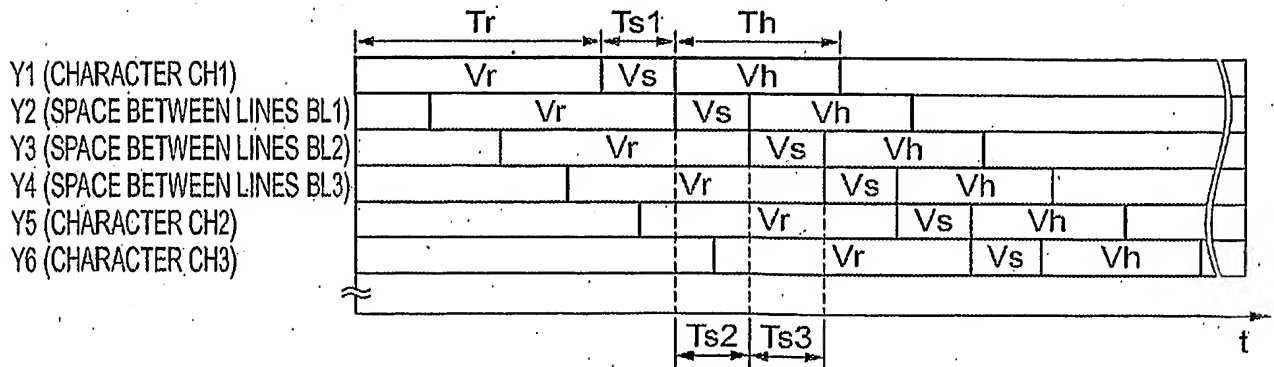 Tr Ts1 Th
Y1 (CHARACTER CH1) Vr Vs Vh
Y2 (SPACE BETWEEN LINES BL1) Vr Vs Vh
Y3 (SPACE BETWEEN LINES BL2) Vr Vs Vh
Y4 (SPACE BETWEEN LINES BL3) Vr Vs Vh
Y5 (CHARACTER CH2) Vr Vs Vh
Y6 (CHARACTER CH3) Vr Vs Vh
t
Ts2 Ts3